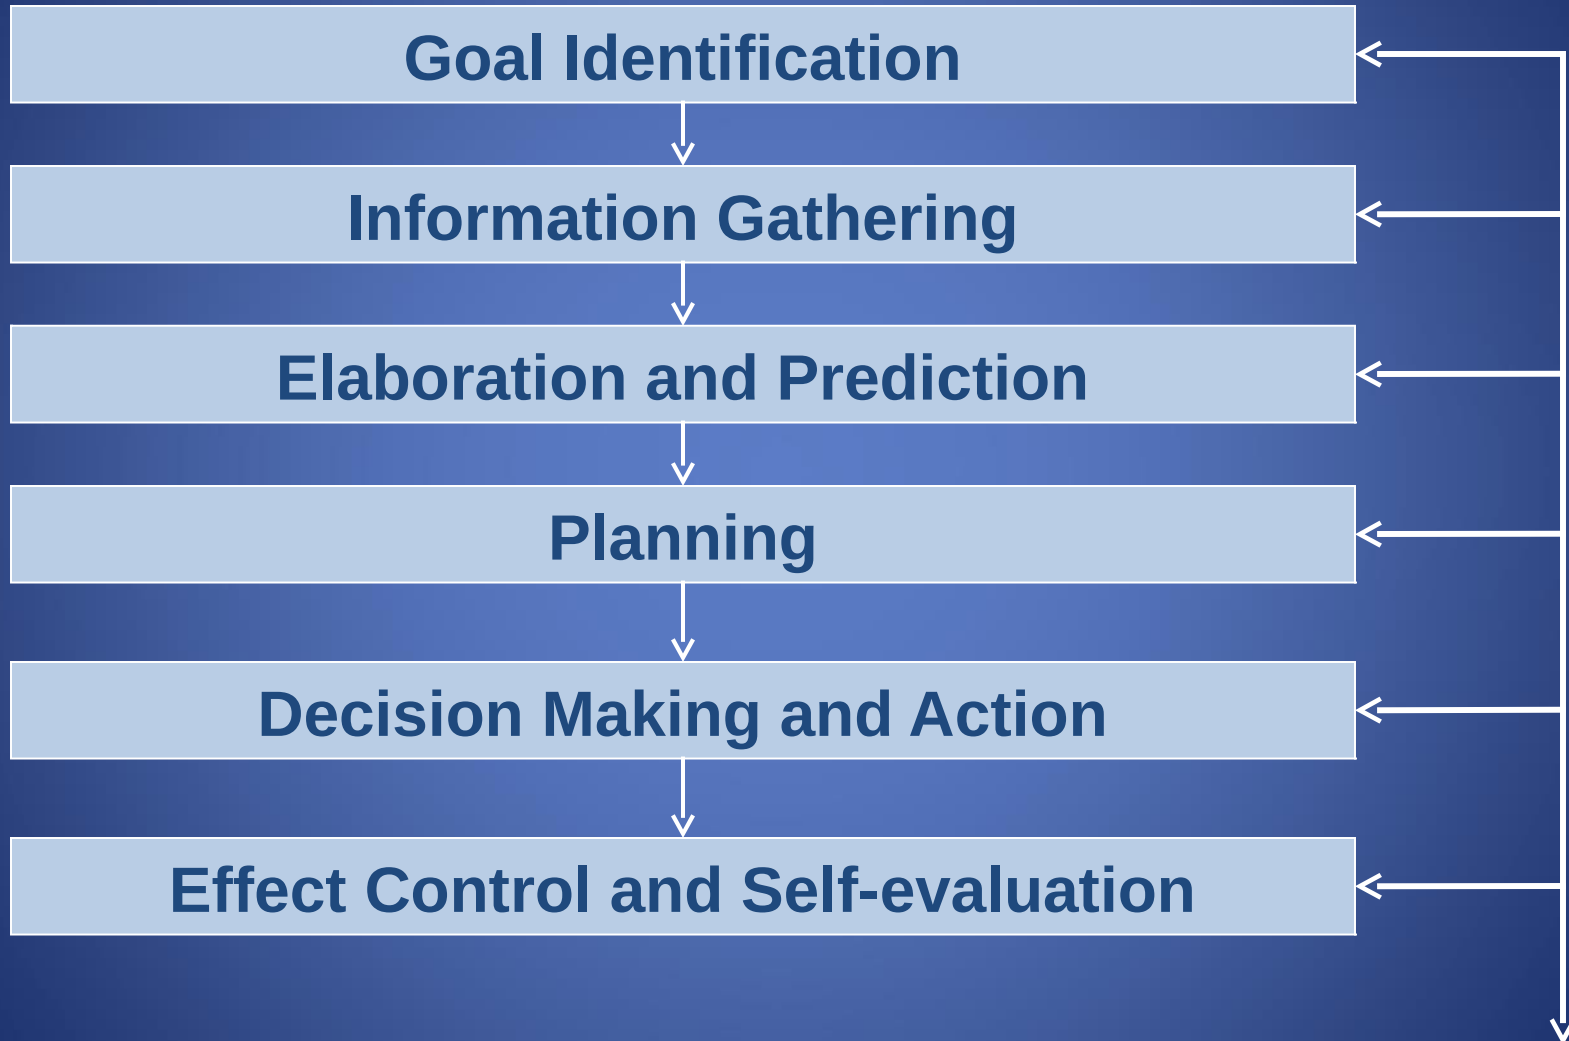 Goal Identification
Information Gathering
Elaboration and Prediction
Planning
Decision Making and Action
Effect Control and Self-evaluation